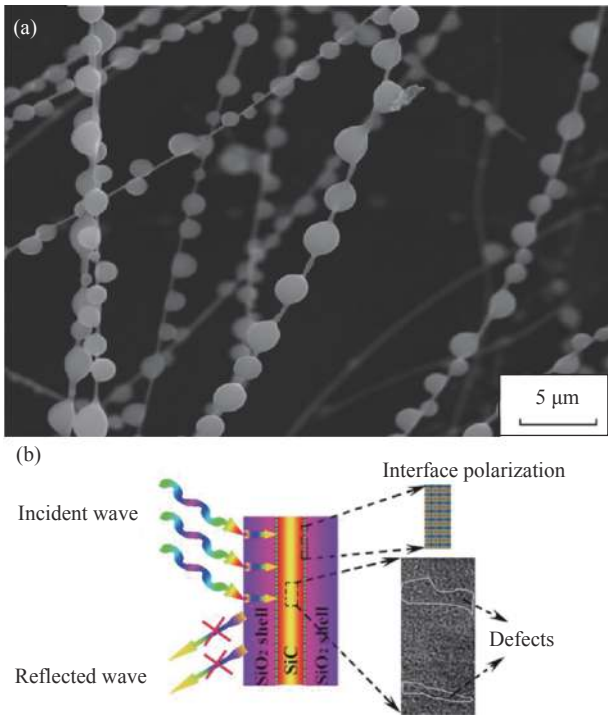 (a)
5 μm
(b)
Interface polarization
Incident wave
SiO₂ shell
SiC
SiO₂ shell
Defects
Reflected wave